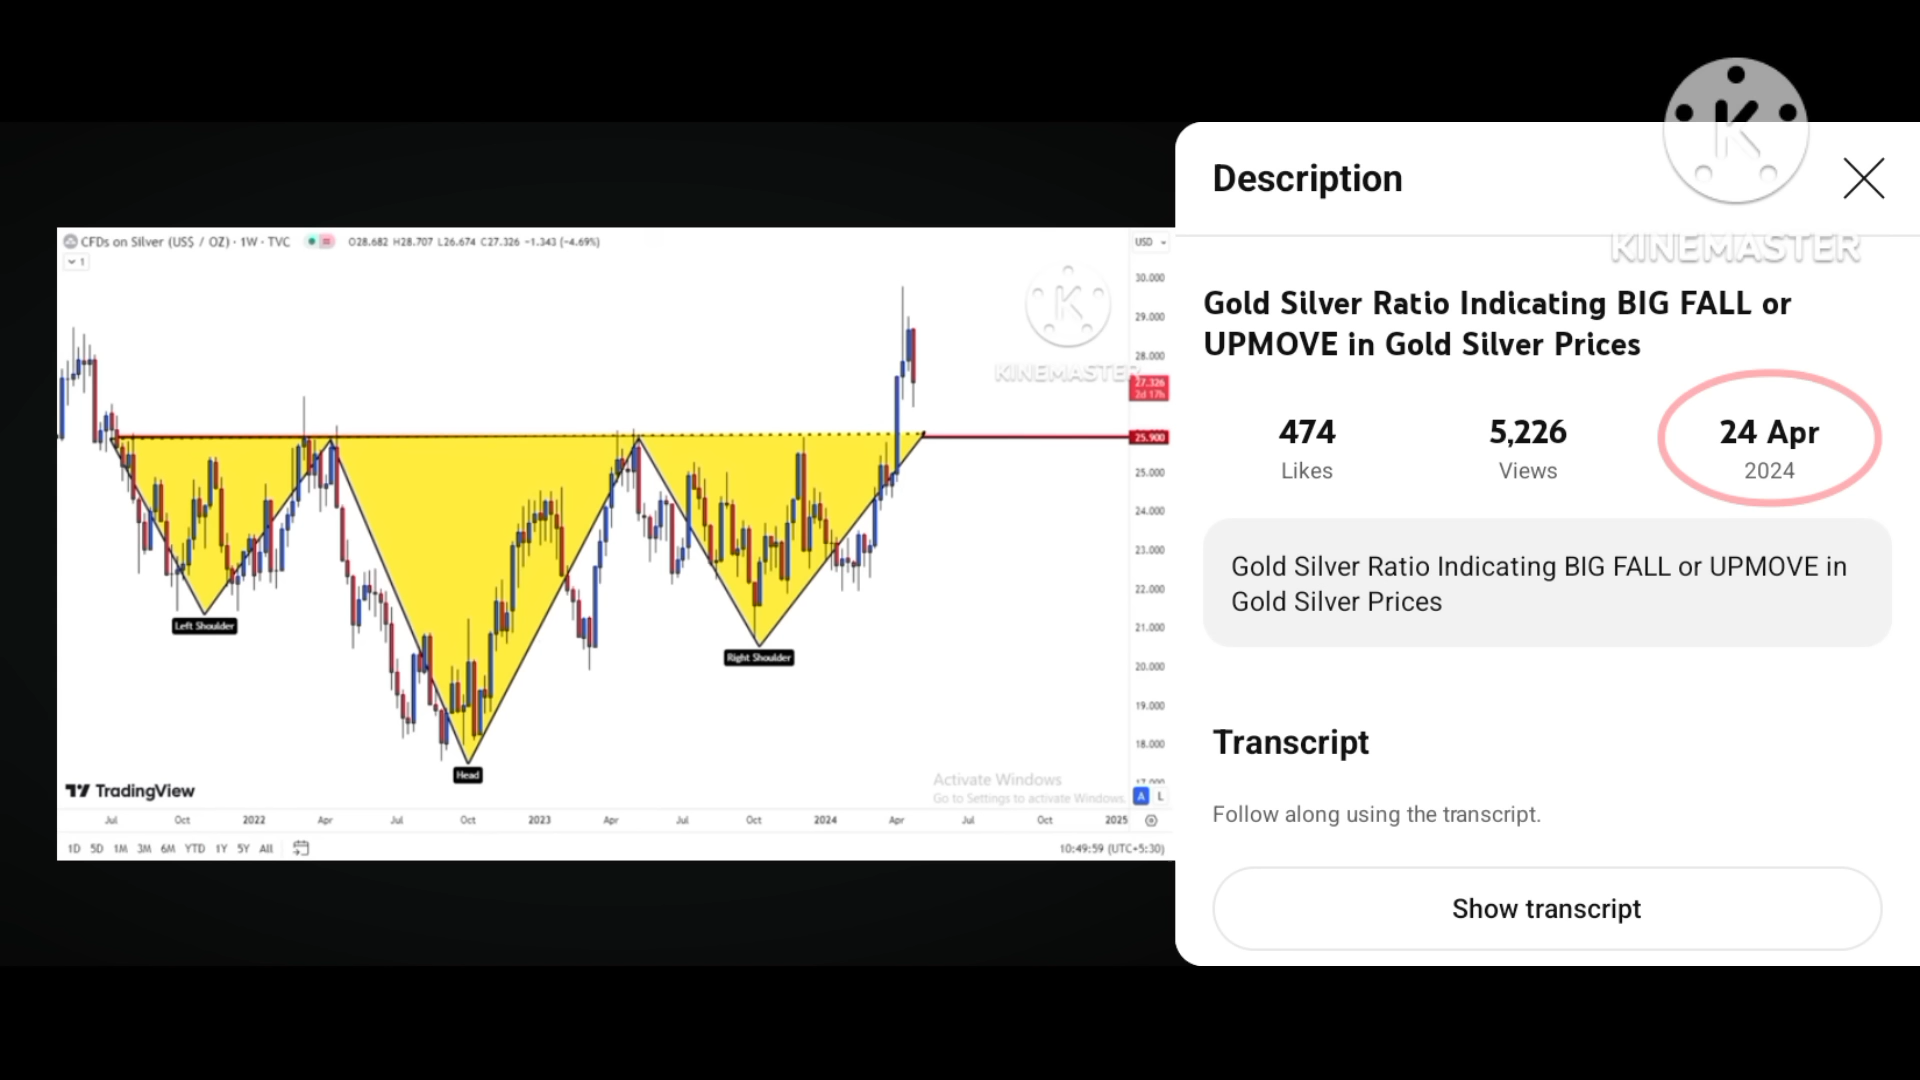 CFDs on Silver (US$ / OZ) · 1W · TVC O28.682 H28.707 L26.674 C27.326 −1.343 (−4.69%)
USD
1
30.000
29.000
28.000
27.326
2d 17h
25.900
25.000
24.000
23.000
22.000
21.000
20.000
19.000
18.000
17.000
KINEMASTER
Left Shoulder
Right Shoulder
Head
TradingView
Activate Windows
Go to Settings to activate Windows.
A L
Jul Oct 2022 Apr Jul Oct 2023 Apr Jul Oct 2024 Apr Jul Oct 2025
1D 5D 1M 3M 6M YTD 1Y 5Y All
10:49:59 (UTC+5:30)
Description
K
KINEMASTER
Gold Silver Ratio Indicating BIG FALL or
UPMOVE in Gold Silver Prices
474 5,226 24 Apr
Likes Views 2024
Gold Silver Ratio Indicating BIG FALL or UPMOVE in
Gold Silver Prices
Transcript
Follow along using the transcript.
Show transcript